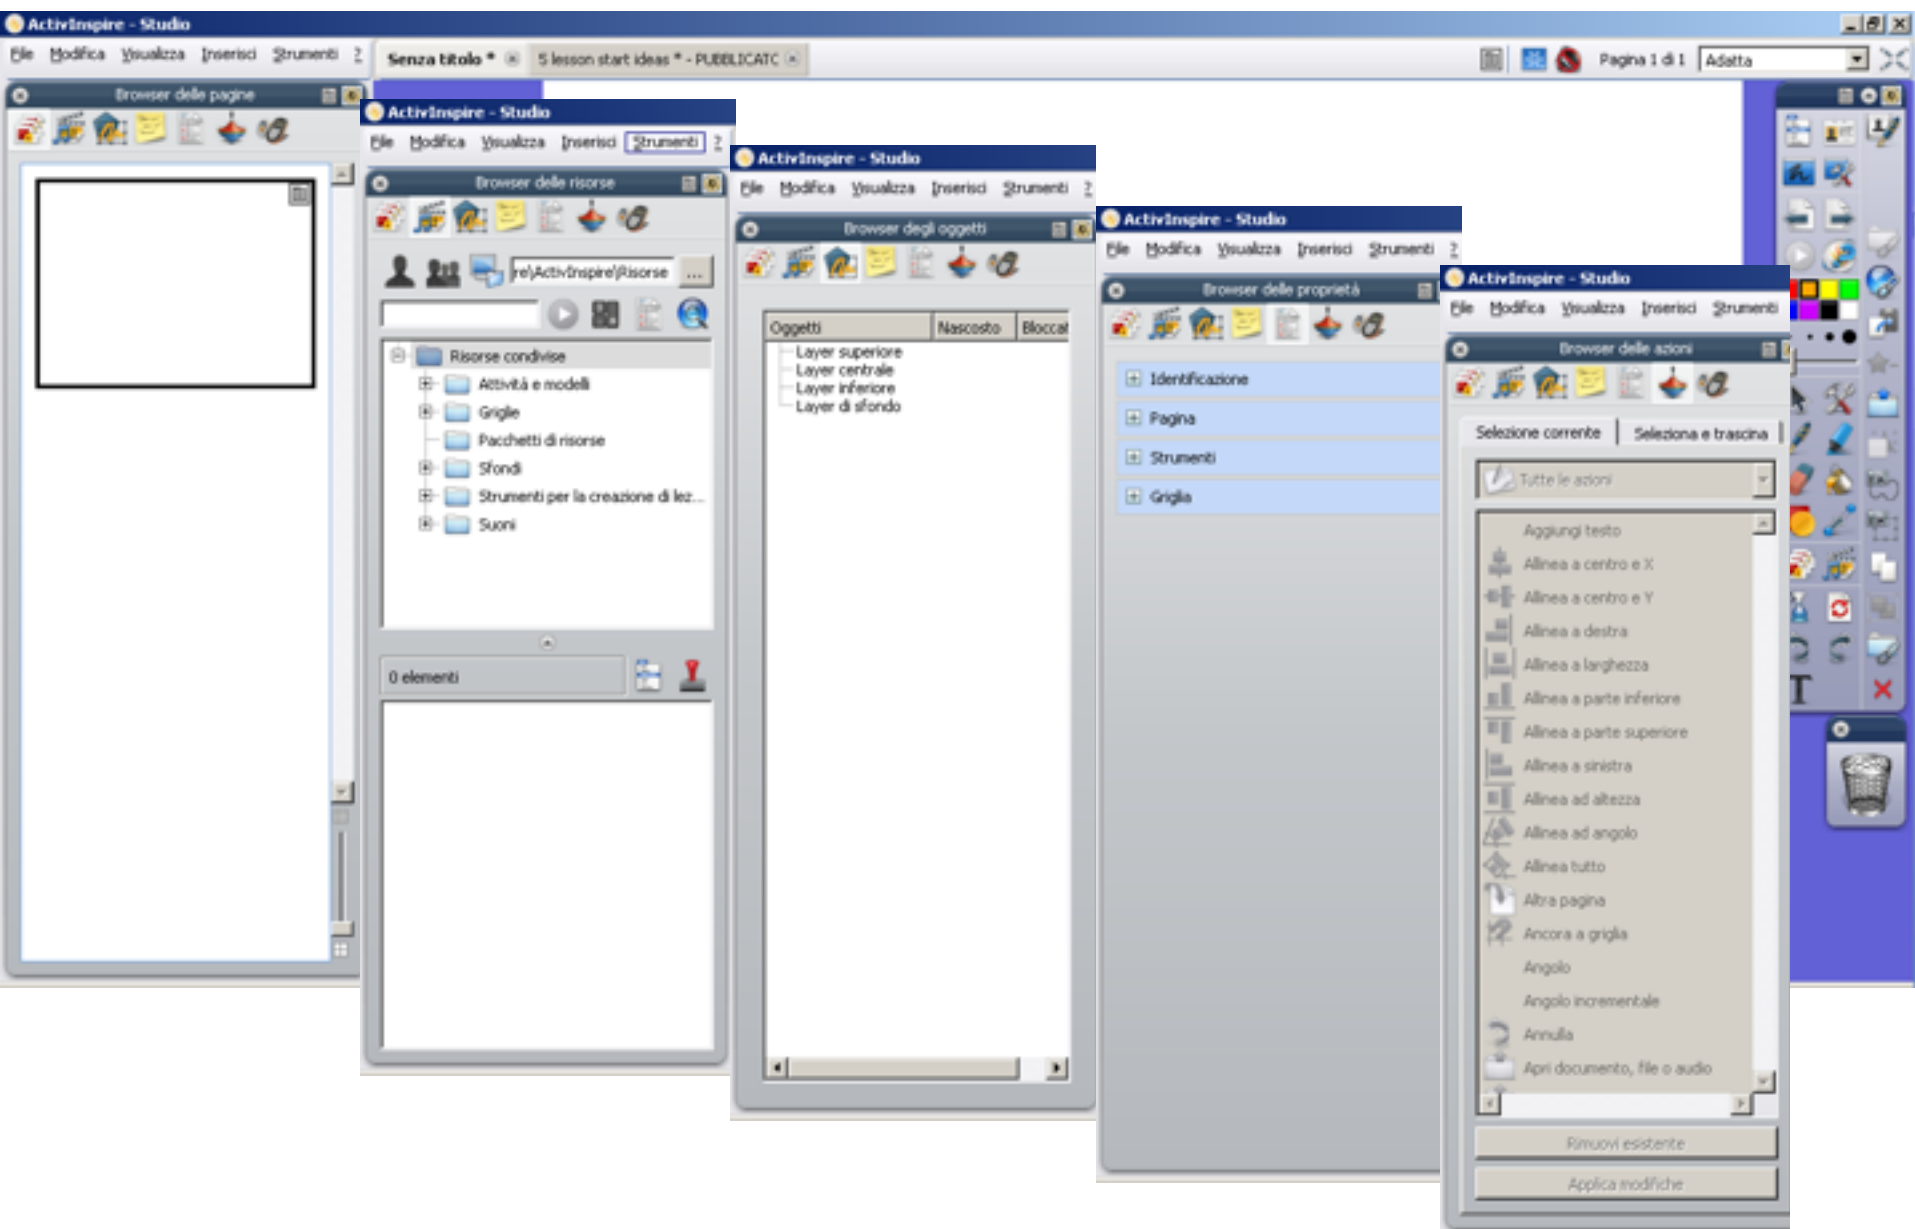 ActivInspire - Studio
File Modifica Visualizza Inserisci Strumenti ?
Senza titolo * 5 lesson start ideas * - PUBBLICATO
Pagina 1 di 1 Adatta
Browser delle pagine
ActivInspire - Studio
File Modifica Visualizza Inserisci Strumenti ?
Browser delle risorse
re\ActivInspire\Risorse ...
Risorse condivise
Attività e modelli
Griglie
Pacchetti di risorse
Sfondi
Strumenti per la creazione di lez...
Suoni
0 elementi
ActivInspire - Studio
File Modifica Visualizza Inserisci Strumenti ?
Browser degli oggetti
Oggetti Nascosto Bloccat
Layer superiore
Layer centrale
Layer inferiore
Layer di sfondo
ActivInspire - Studio
File Modifica Visualizza Inserisci Strumenti ?
Browser delle proprietà
Identificazione
Pagina
Strumenti
Griglia
ActivInspire - Studio
File Modifica Visualizza Inserisci Strumenti
Browser delle azioni
Selezione corrente Seleziona e trascina
Tutte le azioni
Aggiungi testo
Allinea a centro e X
Allinea a centro e Y
Allinea a destra
Allinea a larghezza
Allinea a parte inferiore
Allinea a parte superiore
Allinea a sinistra
Allinea ad altezza
Allinea ad angolo
Allinea tutto
Altra pagina
Ancora a griglia
Angolo
Angolo incrementale
Annulla
Apri documento, file o audio
Rimuovi esistente
Applica modifiche
T